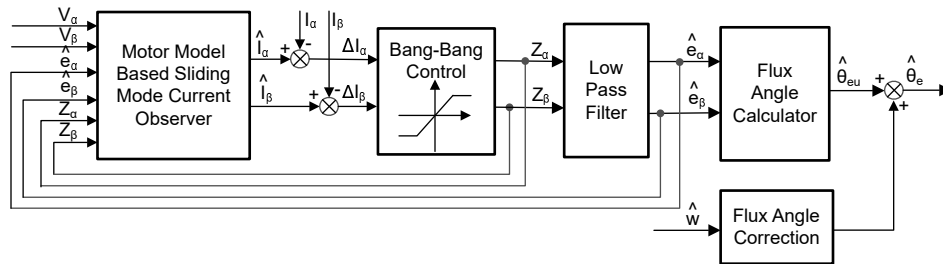 Vα
Vβ
êα
êβ
Zα
Zβ
Motor Model
Based Sliding
Mode Current
Observer
Îα
Îβ
Iα
Iβ
+
-
+
-
ΔIα
ΔIβ
Bang-Bang
Control
Zα
Zβ
Low
Pass
Filter
êα
êβ
Flux
Angle
Calculator
θ̂eu
+
+
θ̂e
ŵ
Flux Angle
Correction